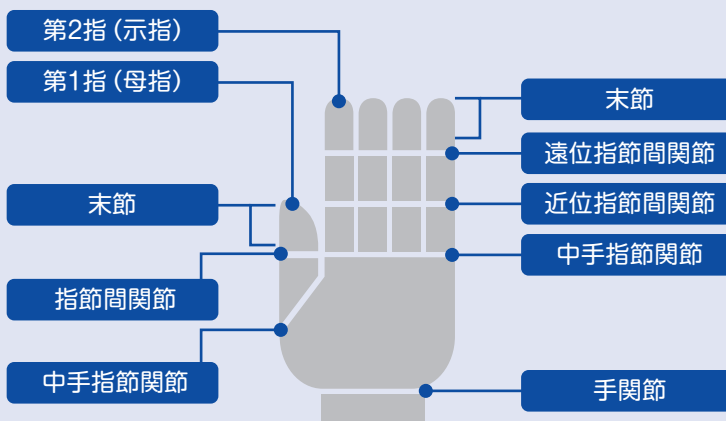 第2指（示指）
第1指（母指）
末節
指節間関節
中手指節関節
末節
遠位指節間関節
近位指節間関節
中手指節関節
手関節